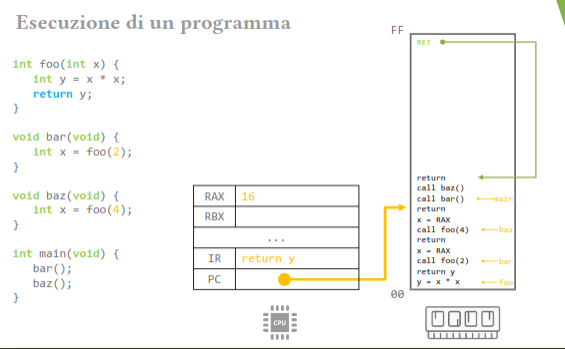 Esecuzione di un programma
int foo(int x) {
int y = x * x;
return y;
}
void bar(void) {
int x = foo(2);
}
void baz(void) {
int x = foo(4);
}
int main(void) {
bar();
baz();
}
RAX 16
RBX
...
IR return y
PC
CPU
FF
RET
return
call baz()
call bar() main
return
x = RAX
call foo(4) baz
return
x = RAX
call foo(2) bar
return y
y = x * x foo
00